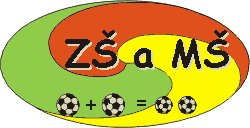 ZŠ a MŠ
+ =